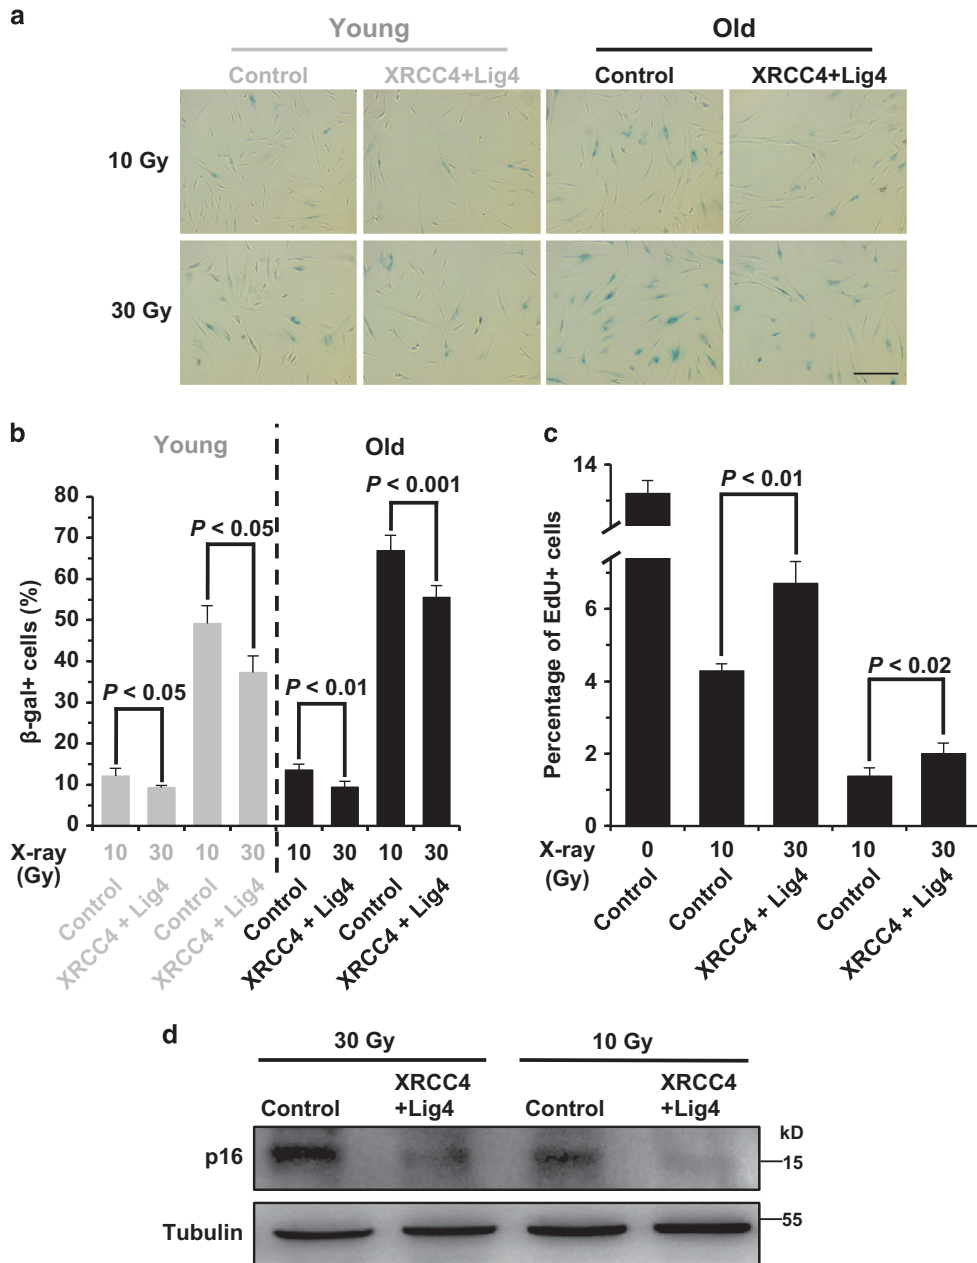 a
Young
Old
Control
XRCC4+Lig4
Control
XRCC4+Lig4
10 Gy
30 Gy
b
Young
Old
β-gal+ cells (%)
80
70
60
50
40
30
20
10
0
P < 0.05
P < 0.05
P < 0.01
P < 0.001
X-ray (Gy)
10 30 10 30 10 30 10 30
Control
XRCC4 + Lig4
Control
XRCC4 + Lig4
Control
XRCC4 + Lig4
Control
XRCC4 + Lig4
c
Percentage of EdU+ cells
14
6
4
2
0
P < 0.01
P < 0.02
X-ray (Gy)
0 10 30 10 30
Control
Control
XRCC4 + Lig4
Control
XRCC4 + Lig4
d
30 Gy
10 Gy
Control
XRCC4
+Lig4
Control
XRCC4
+Lig4
kD
p16
15
Tubulin
55